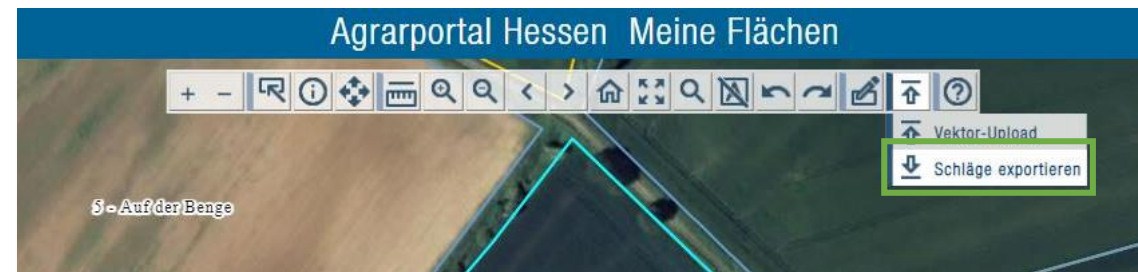 Agrarportal Hessen Meine Flächen
+ -
Vektor-Upload
Schläge exportieren
5 - Auf der Benge